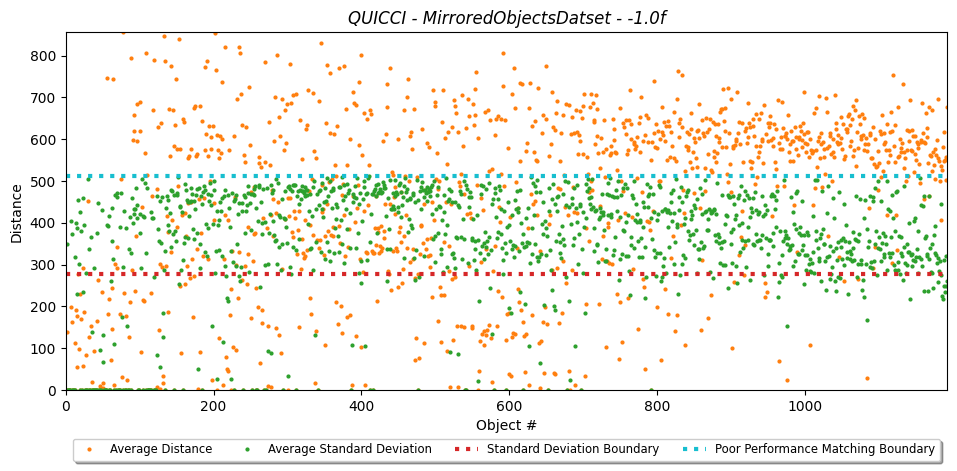 QUICCI - MirroredObjectsDatset - -1.0f
Distance
800
700
600
500
400
300
200
100
0
0 200 400 600 800 1000
Object #
Average Distance Average Standard Deviation Standard Deviation Boundary Poor Performance Matching Boundary